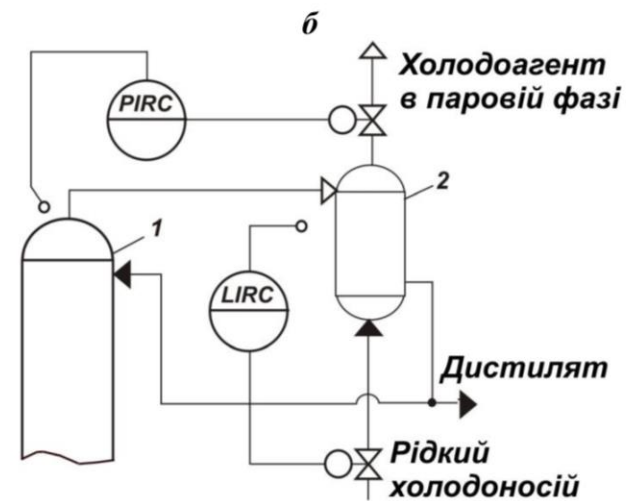 б
Холодоагент
в паровій фазі
PIRC
2
1
LIRC
Дистилят
Рідкий
холодоносій